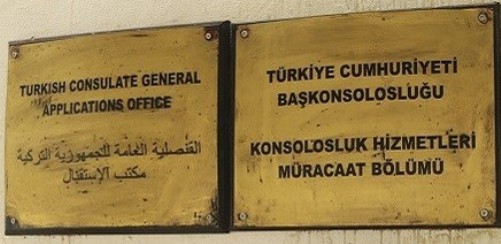 TURKISH CONSULATE GENERAL
APPLICATIONS OFFICE
القنصلية العامة للجمهورية التركية
مكتب الإستقبال
TÜRKİYE CUMHURİYETİ
BAŞKONSOLOSLUĞU
KONSOLOSLUK HİZMETLERİ
MÜRACAAT BÖLÜMÜ